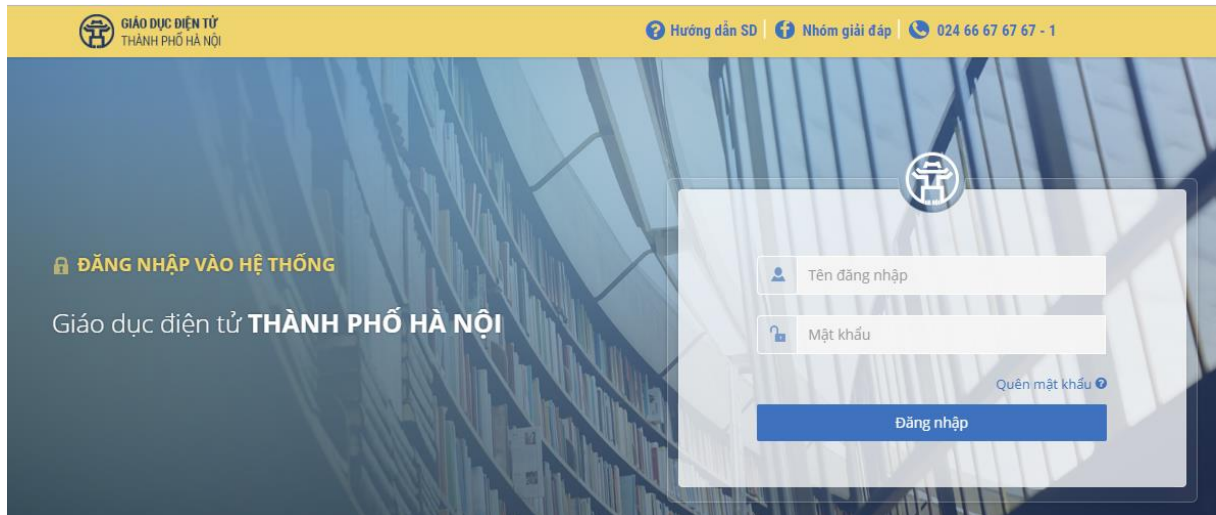 GIÁO DỤC ĐIỆN TỬ
THÀNH PHỐ HÀ NỘI
Hướng dẫn SD
Nhóm giải đáp
024 66 67 67 67 - 1
ĐĂNG NHẬP VÀO HỆ THỐNG
Giáo dục điện tử THÀNH PHỐ HÀ NỘI
Tên đăng nhập
Mật khẩu
Quên mật khẩu
Đăng nhập